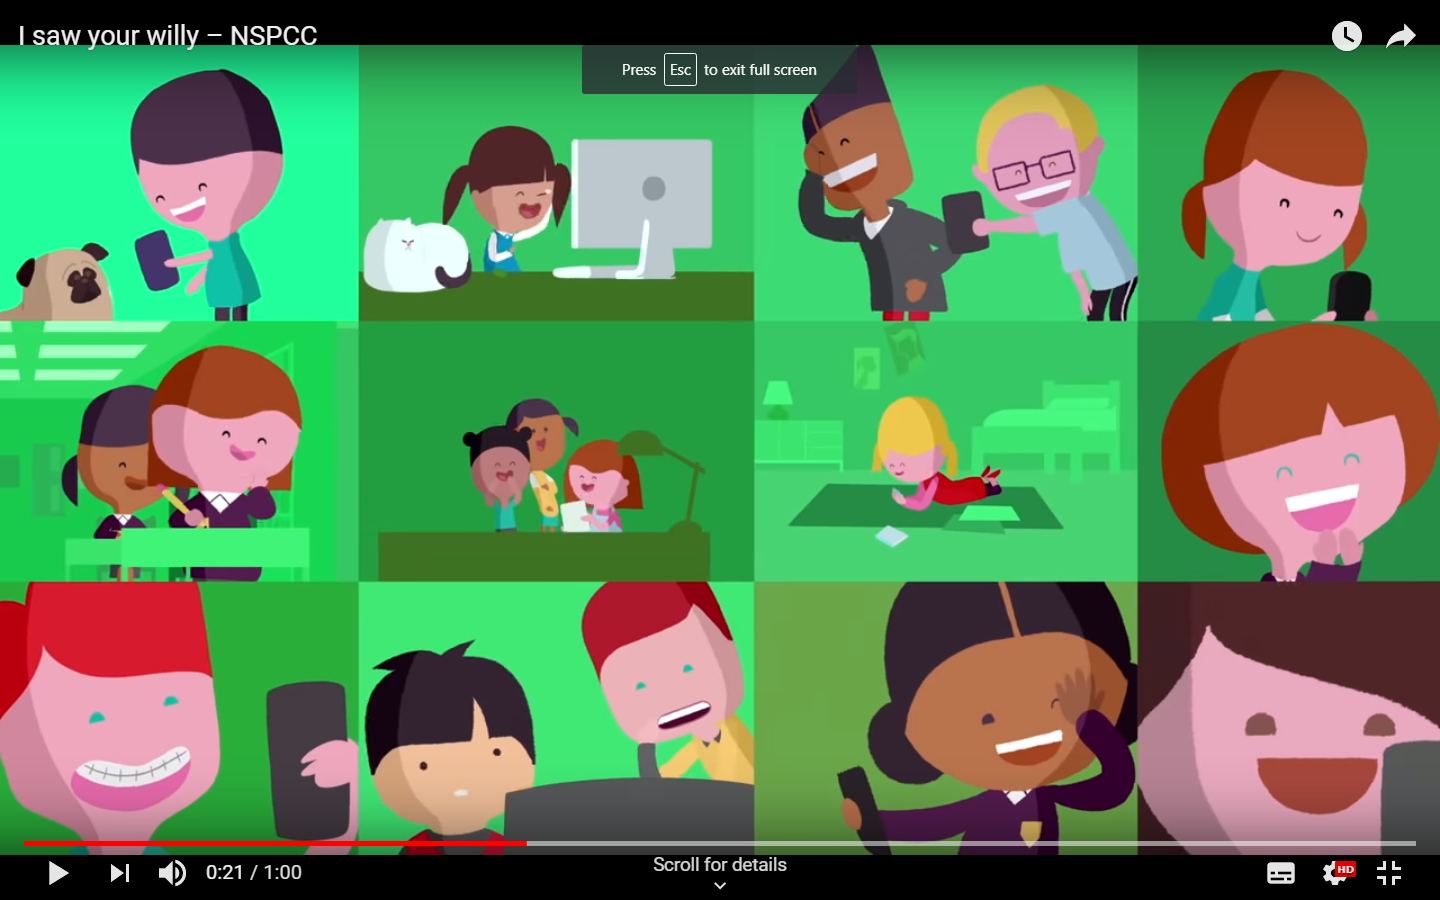 I saw your willy – NSPCC
Press Esc to exit full screen
0:21 / 1:00
Scroll for details
HD